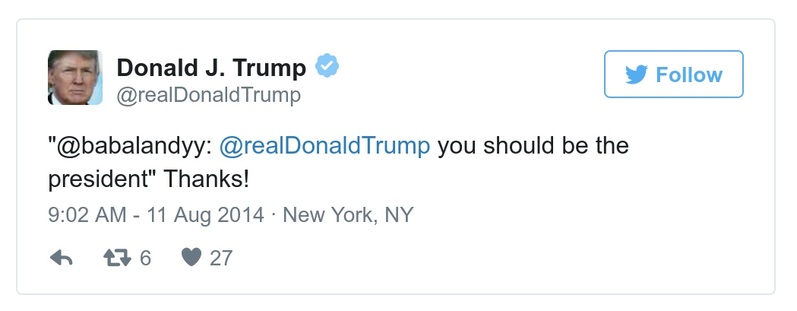 Donald J. Trump
@realDonaldTrump
Follow
"@babalandyy: @realDonaldTrump you should be the
president" Thanks!
9:02 AM - 11 Aug 2014 · New York, NY
6 27